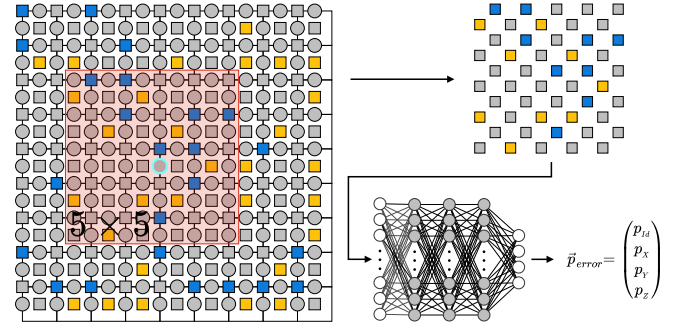 5 × 5
p⃗_error = (p_Id
p_X
p_Y
p_Z)